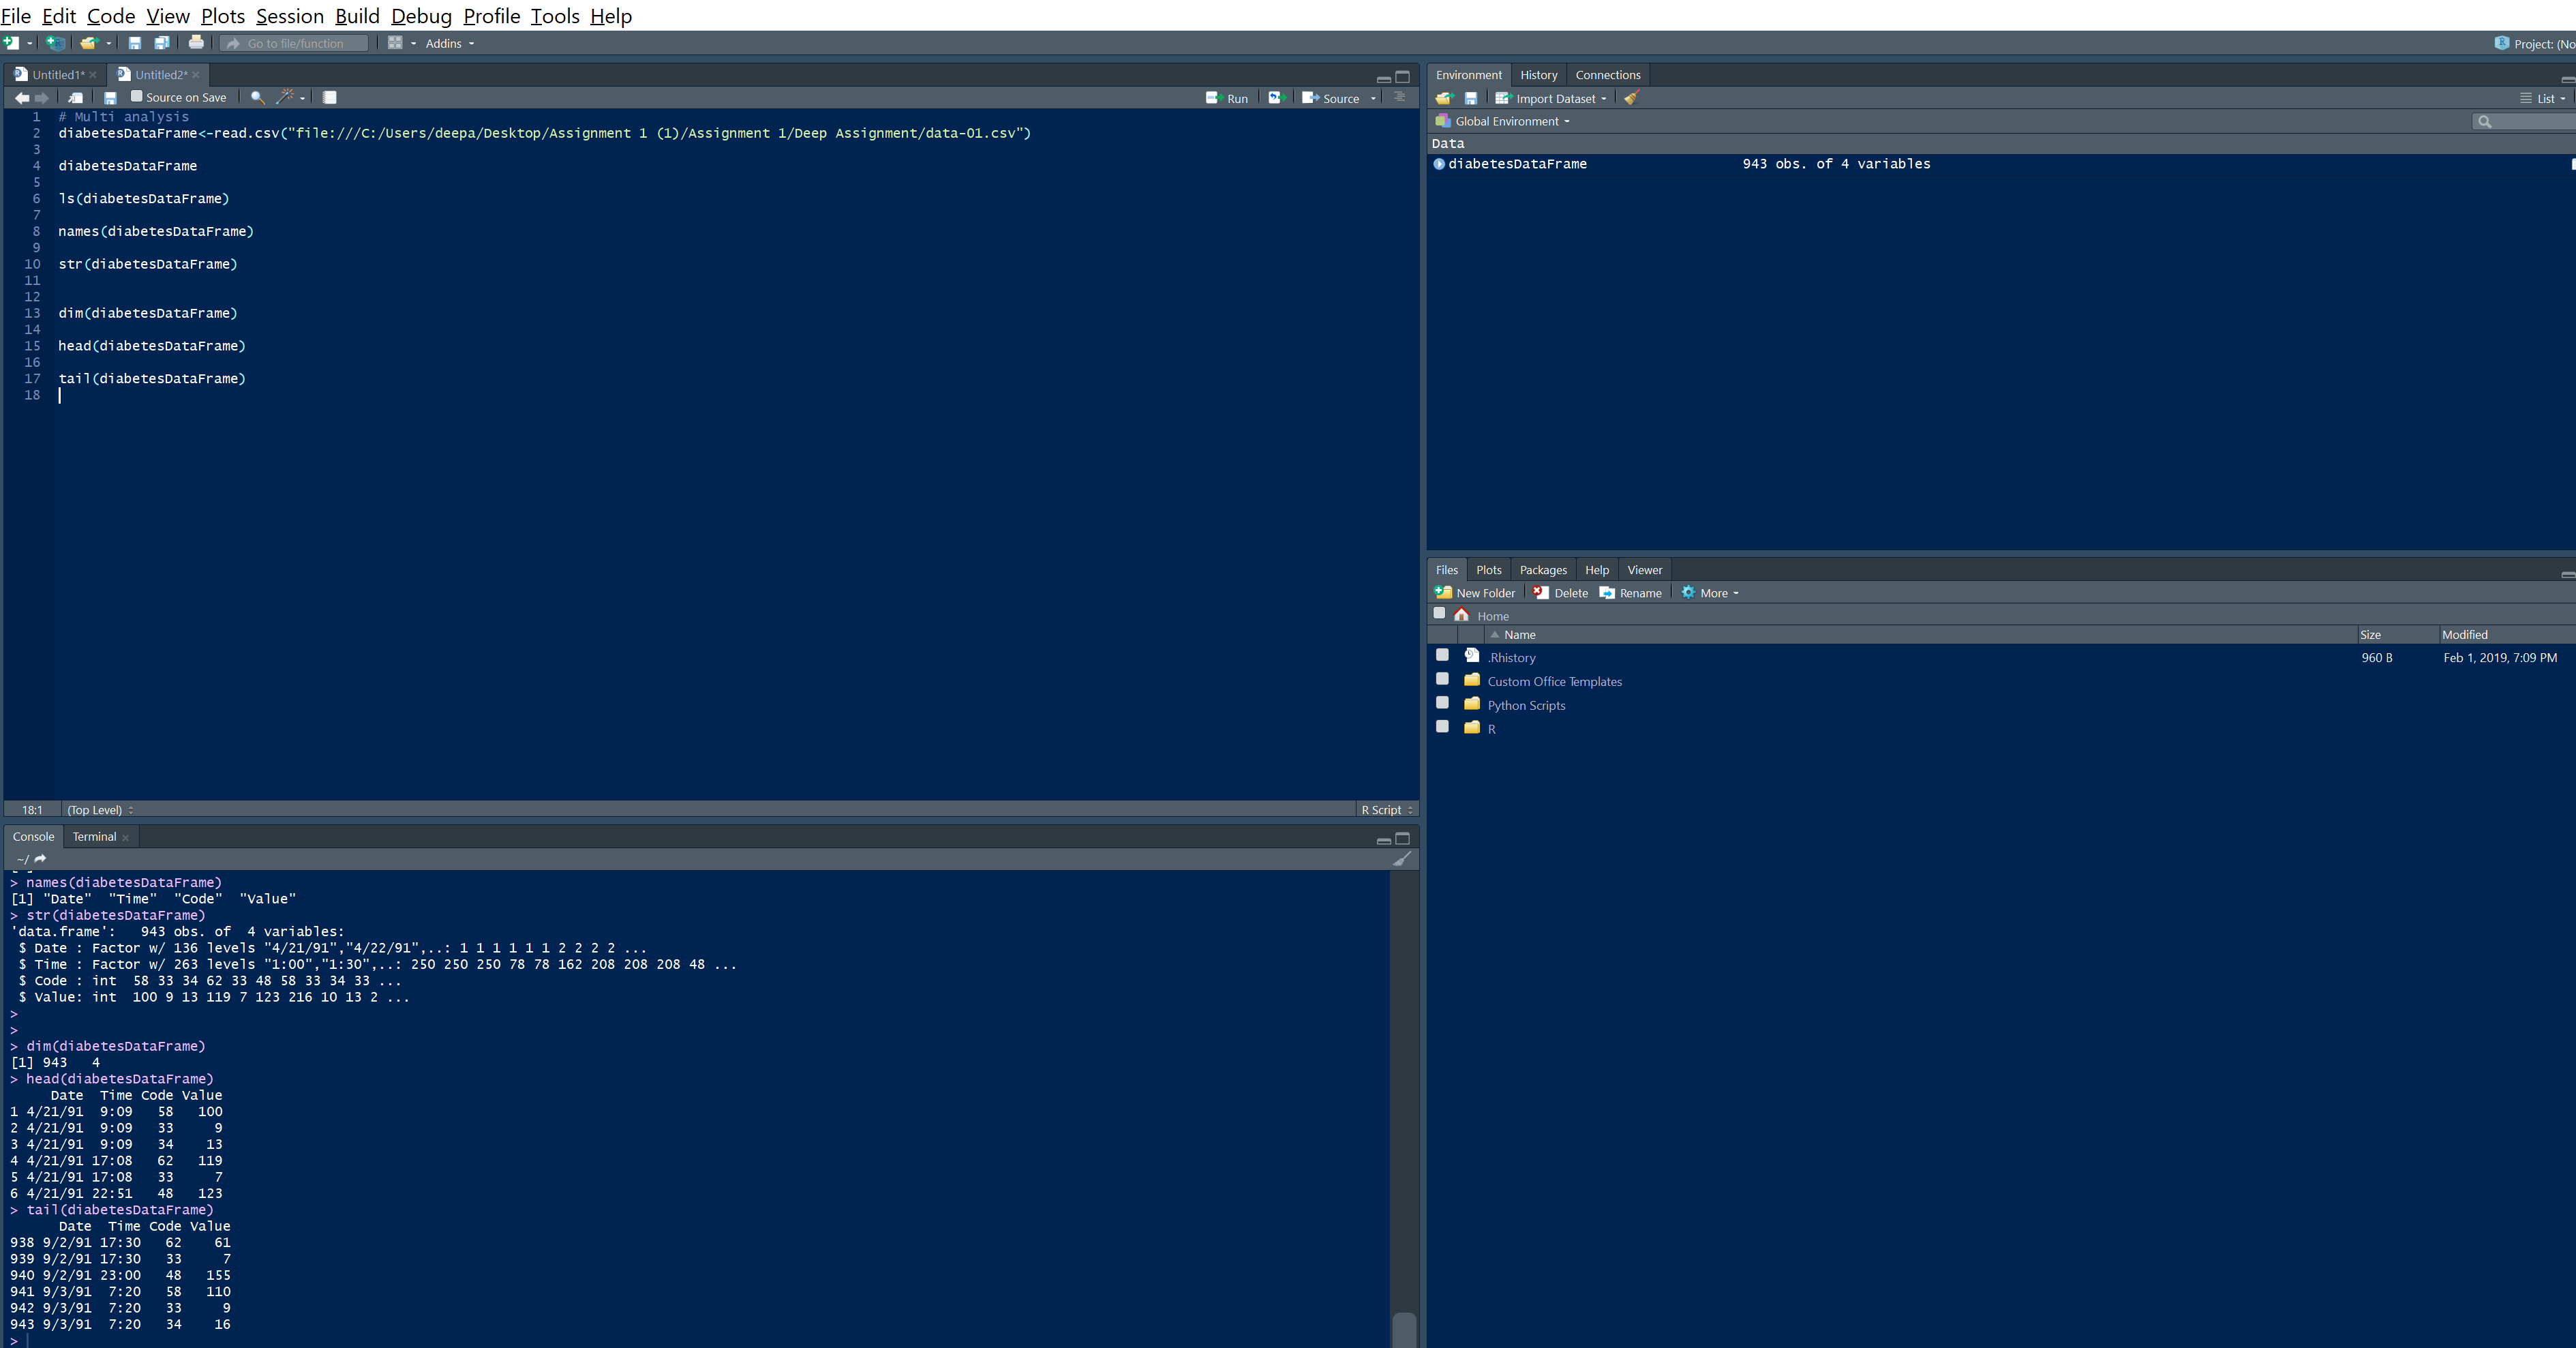 File Edit Code View Plots Session Build Debug Profile Tools Help
Go to file/function Addins Project: (No
Untitled1* Untitled2*
Source on Save Run Source
1 # Multi analysis
2 diabetesDataFrame<-read.csv("file:///C:/Users/deepa/Desktop/Assignment 1 (1)/Assignment 1/Deep Assignment/data-01.csv")
3
4 diabetesDataFrame
5
6 ls(diabetesDataFrame)
7
8 names(diabetesDataFrame)
9
10 str(diabetesDataFrame)
11
12
13 dim(diabetesDataFrame)
14
15 head(diabetesDataFrame)
16
17 tail(diabetesDataFrame)
18
18:1 (Top Level) R Script
Console Terminal
~/
> names(diabetesDataFrame)
[1] "Date"  "Time"  "Code"  "Value"
> str(diabetesDataFrame)
'data.frame':   943 obs. of  4 variables:
 $ Date : Factor w/ 136 levels "4/21/91","4/22/91",..: 1 1 1 1 1 1 2 2 2 2 ...
 $ Time : Factor w/ 263 levels "1:00","1:30",..: 250 250 250 78 78 162 208 208 208 48 ...
 $ Code : int  58 33 34 62 33 48 58 33 34 33 ...
 $ Value: int  100 9 13 119 7 123 216 10 13 2 ...
>
>
> dim(diabetesDataFrame)
[1] 943   4
> head(diabetesDataFrame)
     Date  Time Code Value
1 4/21/91  9:09   58   100
2 4/21/91  9:09   33     9
3 4/21/91  9:09   34    13
4 4/21/91 17:08   62   119
5 4/21/91 17:08   33     7
6 4/21/91 22:51   48   123
> tail(diabetesDataFrame)
      Date  Time Code Value
938 9/2/91 17:30   62    61
939 9/2/91 17:30   33     7
940 9/2/91 23:00   48   155
941 9/3/91  7:20   58   110
942 9/3/91  7:20   33     9
943 9/3/91  7:20   34    16
>
Environment History Connections
Import Dataset List
Global Environment
Data
diabetesDataFrame 943 obs. of 4 variables
Files Plots Packages Help Viewer
New Folder Delete Rename More
Home
Name Size Modified
.Rhistory 960 B Feb 1, 2019, 7:09 PM
Custom Office Templates
Python Scripts
R